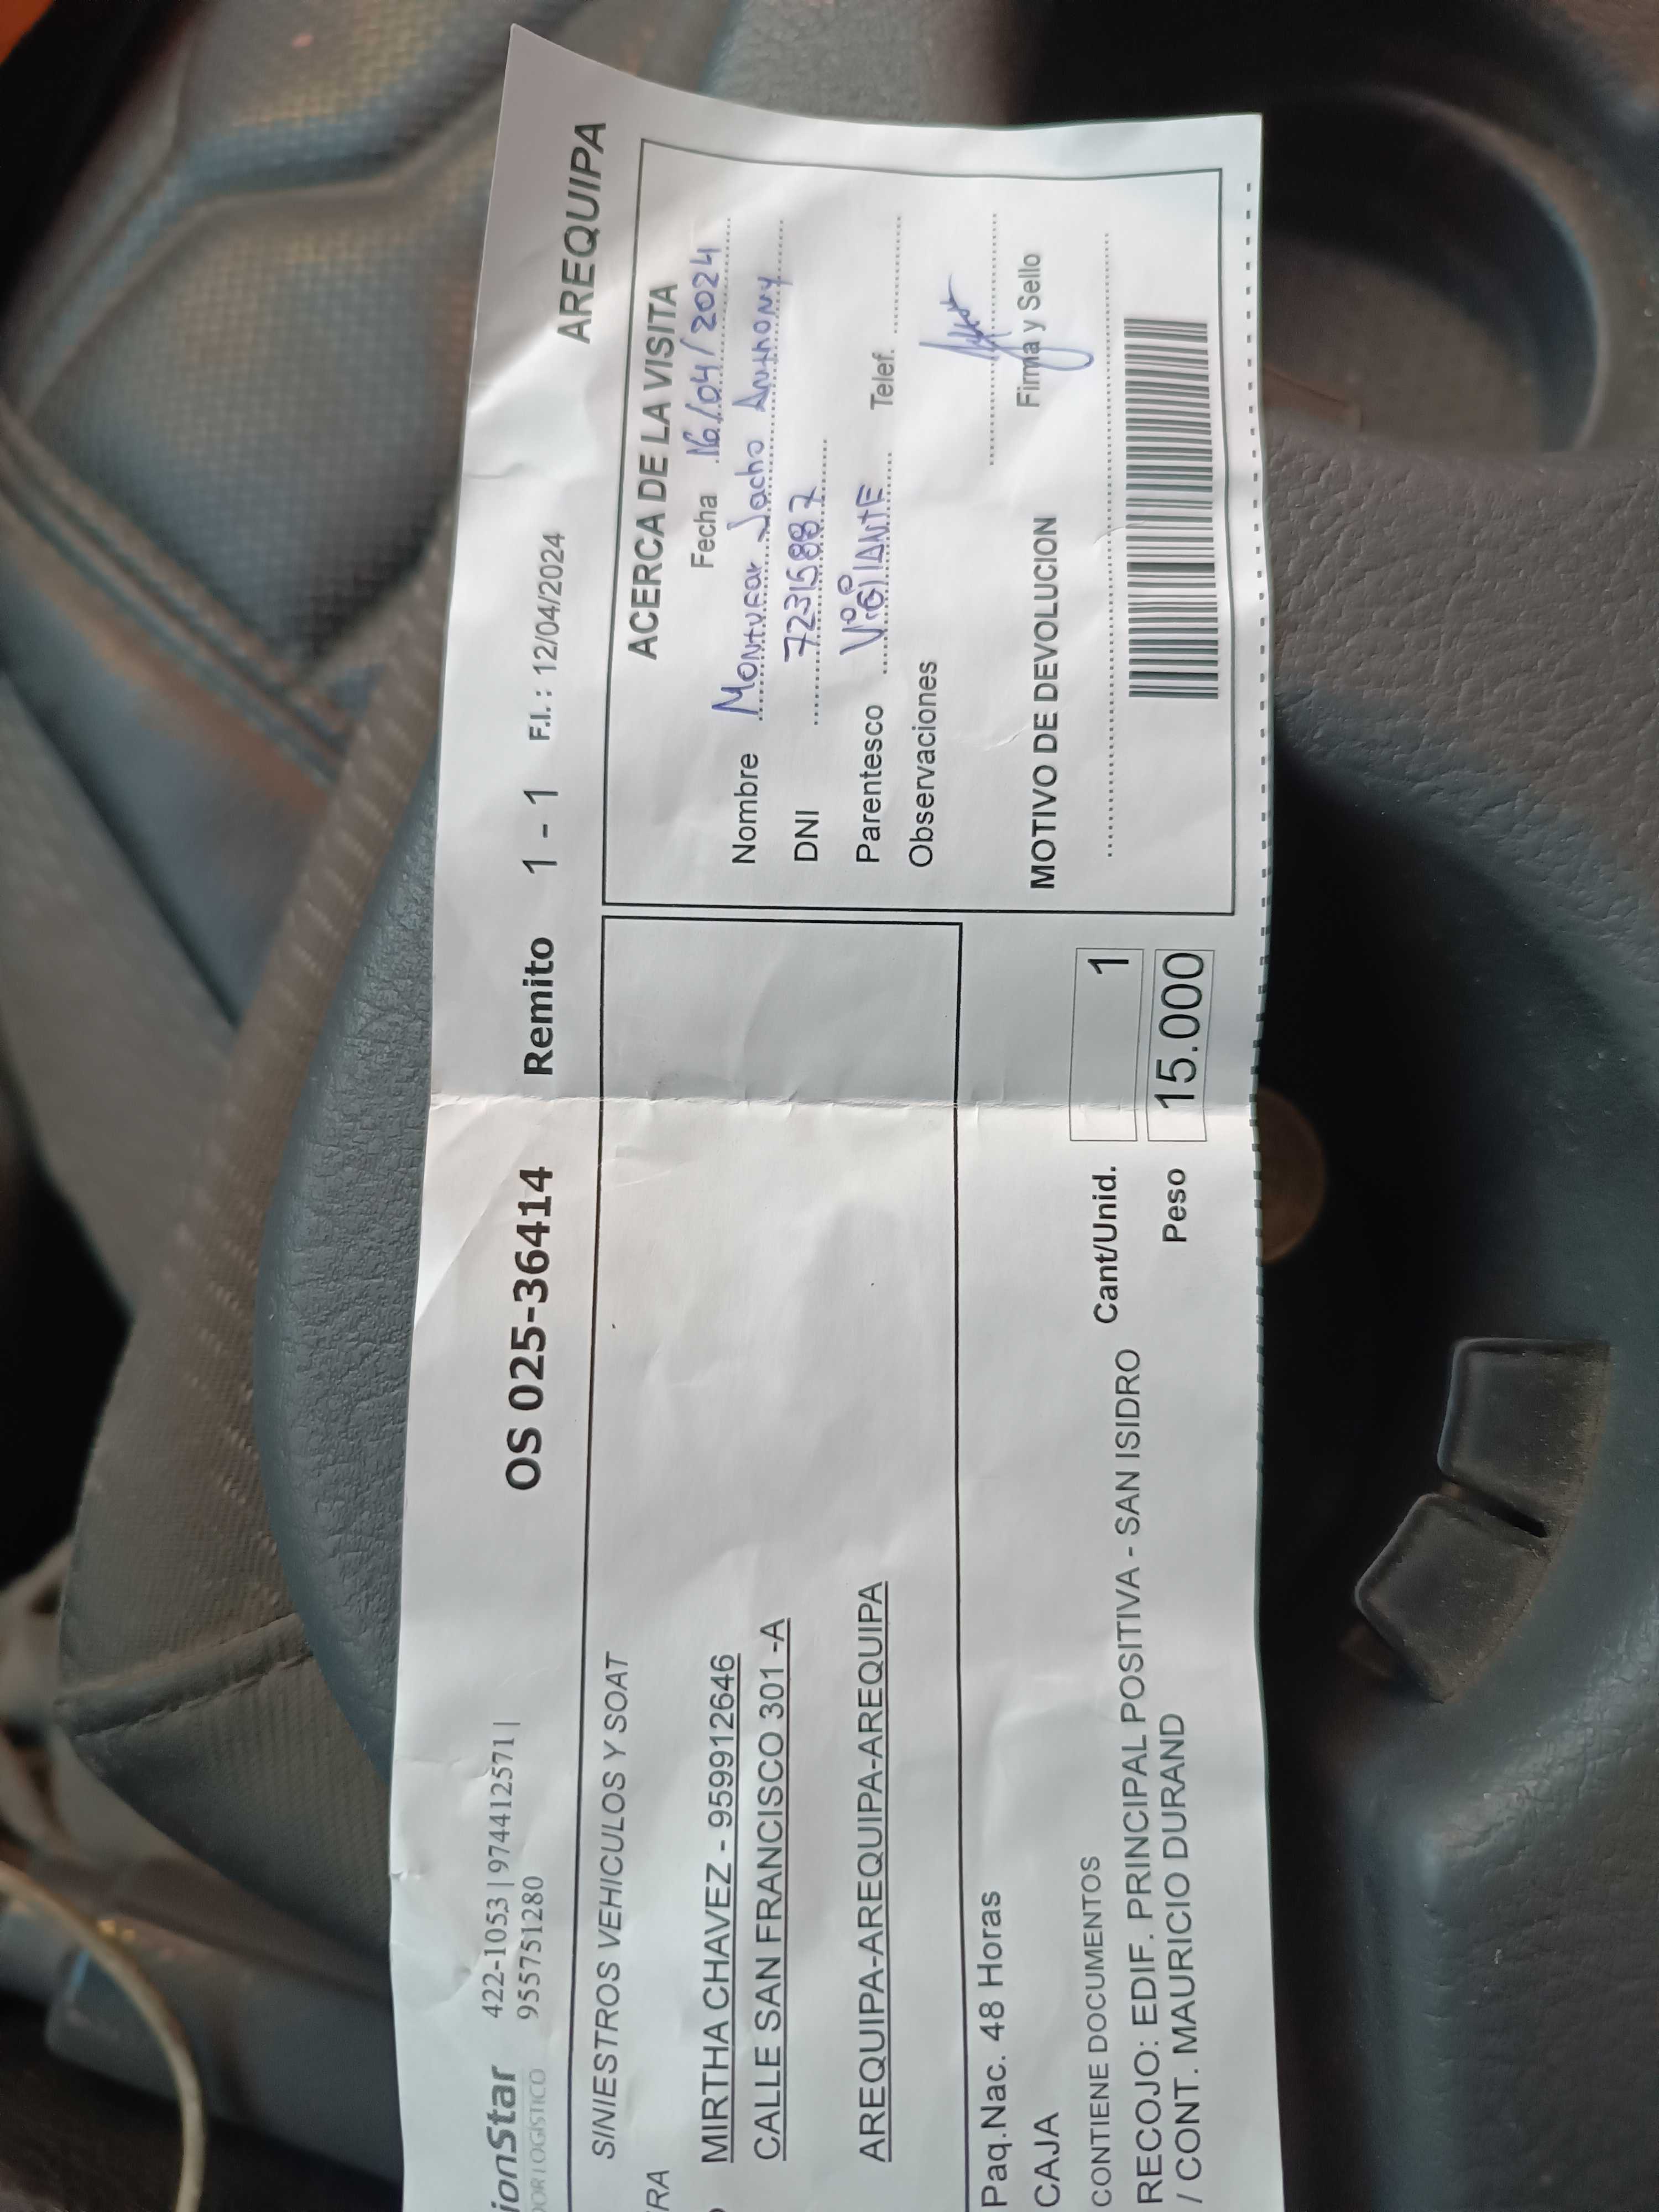 ionStar 422-1053 | 974412571 |
955751280
OS 025-36414 Remito 1 - 1 F.I.: 12/04/2024
AREQUIPA
SINIESTROS VEHICULOS Y SOAT
RA
MIRTHA CHAVEZ - 959912646
CALLE SAN FRANCISCO 301 -A
AREQUIPA-AREQUIPA-AREQUIPA
Paq.Nac. 48 Horas
CAJA
CONTIENE DOCUMENTOS
RECOJO: EDIF. PRINCIPAL POSITIVA - SAN ISIDRO
/ CONT. MAURICIO DURAND
Cant/Unid. 1
Peso 15.000
ACERCA DE LA VISITA
Fecha 16/04/2024
Nombre Montufar Jacho Anthony
DNI 72315887
Parentesco VIGILANTE Telef.
Observaciones
Firma y Sello
MOTIVO DE DEVOLUCION